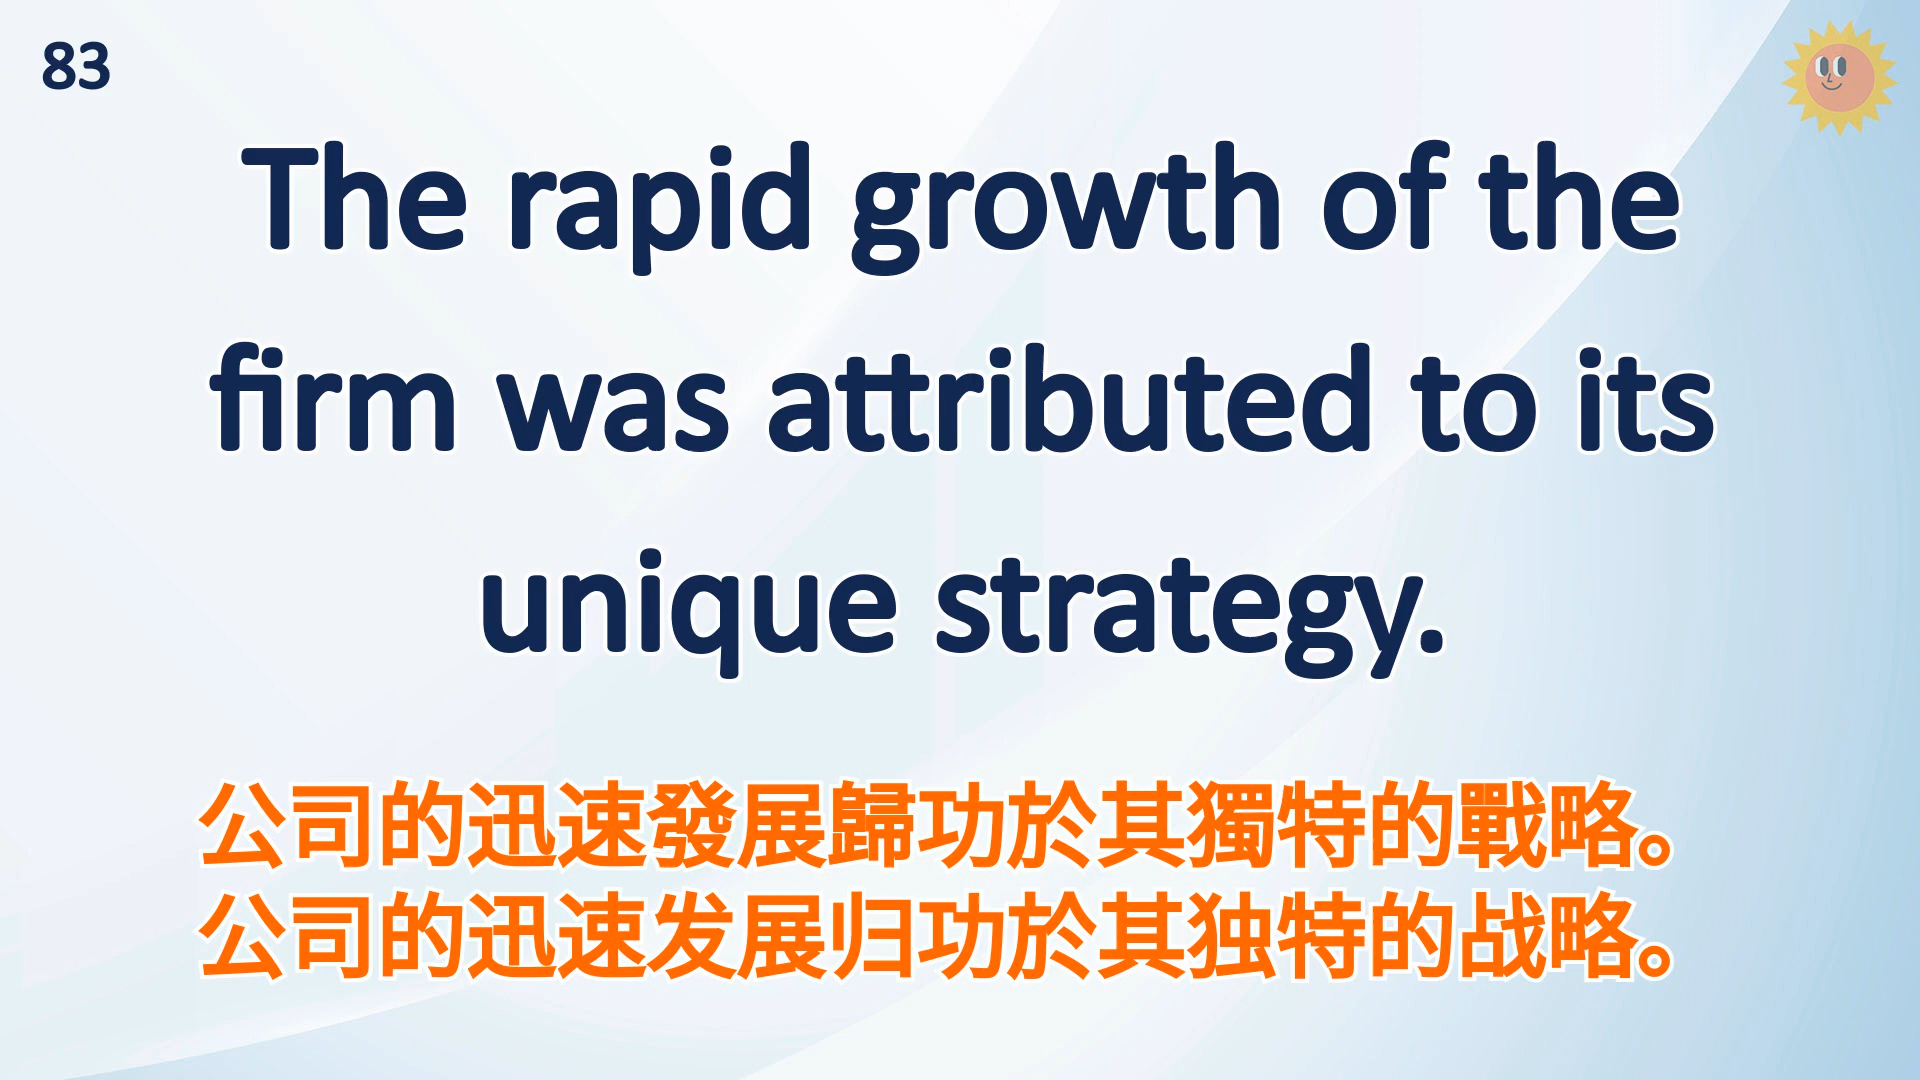 83
The rapid growth of the
firm was attributed to its
unique strategy.
公司的迅速發展歸功於其獨特的戰略。
公司的迅速发展归功於其独特的战略。